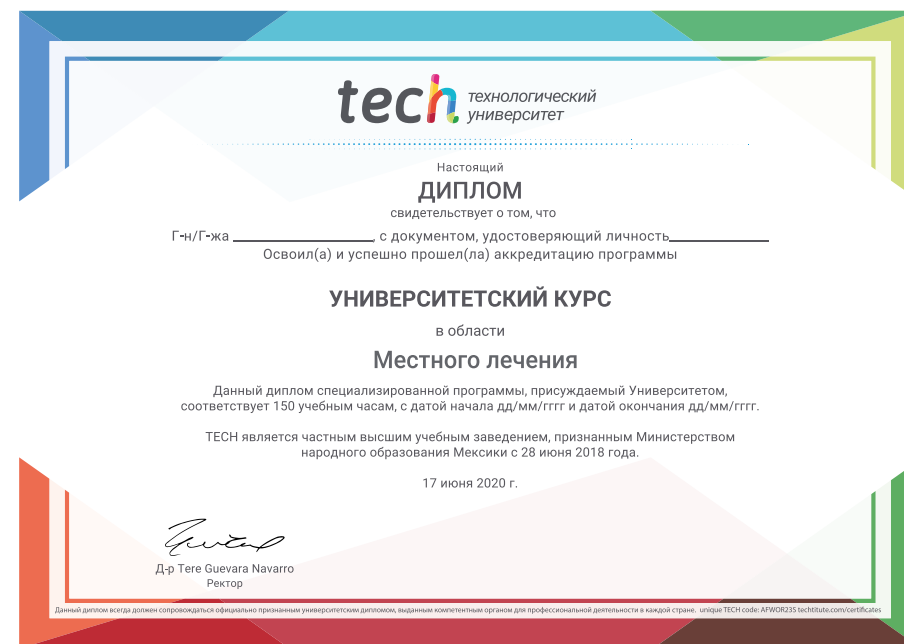 tech технологический
университет
Настоящий
ДИПЛОМ
свидетельствует о том, что
Г-н/Г-жа ____________________, с документом, удостоверяющий личность______________
Освоил(а) и успешно прошел(ла) аккредитацию программы
УНИВЕРСИТЕТСКИЙ КУРС
в области
Местного лечения
Данный диплом специализированной программы, присуждаемый Университетом,
соответствует 150 учебным часам, с датой начала дд/мм/гггг и датой окончания дд/мм/гггг.
TECH является частным высшим учебным заведением, признанным Министерством
народного образования Мексики с 28 июня 2018 года.
17 июня 2020 г.
Д-р Tere Guevara Navarro
Ректор
Данный диплом всегда должен сопровождаться официально признанным университетским дипломом, выданным компетентным органом для профессиональной деятельности в каждой стране. unique TECH code: AFWOR23S techtitute.com/certificates